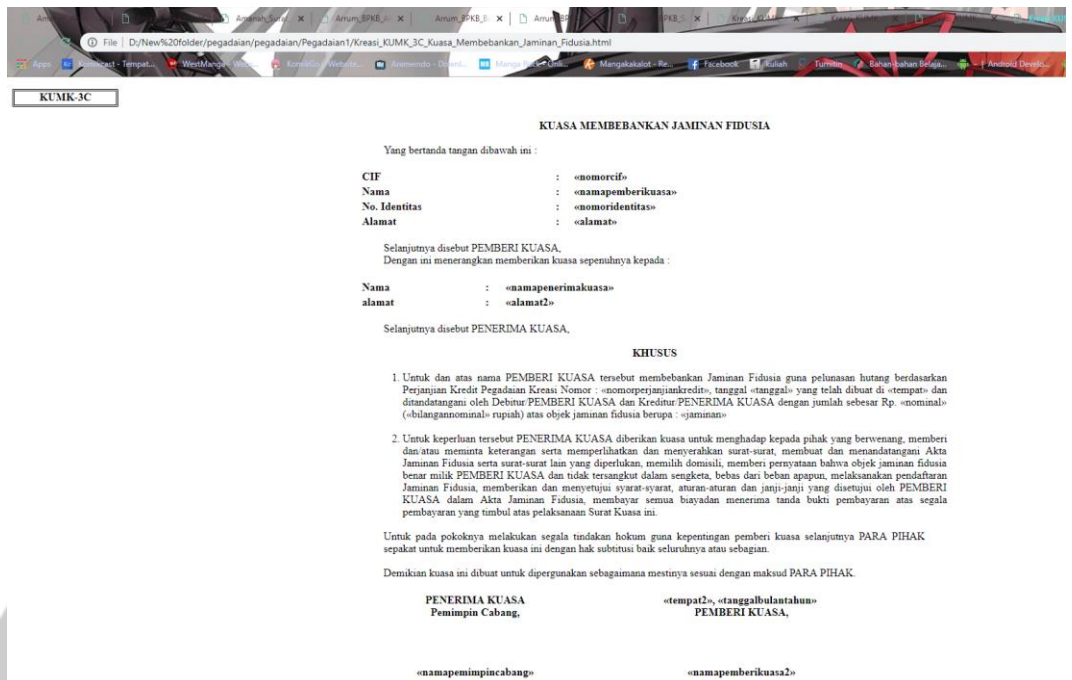 File | D:/New%20folder/pegadaian/pegadaian/Pegadaian1/Kreasi_KUMK_3C_Kuasa_Membebankan_Jaminan_Fidusia.html
Apps
Komikcast - Tempat...
WestManga
Mangakakalot - Re...
Facebook
Kuliah
Turnitin
Bahan-bahan Belaja...
Android Develo...
KUMK-3C
KUASA MEMBEBANKAN JAMINAN FIDUSIA
Yang bertanda tangan dibawah ini :
CIF : «nomorcif»
Nama : «namapemberikuasa»
No. Identitas : «nomoridentitas»
Alamat : «alamat»
Selanjutnya disebut PEMBERI KUASA,
Dengan ini menerangkan memberikan kuasa sepenuhnya kepada :
Nama : «namapenerimakuasa»
alamat : «alamat2»
Selanjutnya disebut PENERIMA KUASA,
KHUSUS
1. Untuk dan atas nama PEMBERI KUASA tersebut membebankan Jaminan Fidusia guna pelunasan hutang berdasarkan
Perjanjian Kredit Pegadaian Kreasi Nomor : «nomorperjanjiankredit», tanggal «tanggal» yang telah dibuat di «tempat» dan
ditandatangani oleh Debitur/PEMBERI KUASA dan Kreditur/PENERIMA KUASA dengan jumlah sebesar Rp. «nominal»
(«bilangannominal» rupiah) atas objek jaminan fidusia berupa : «jaminan»
2. Untuk keperluan tersebut PENERIMA KUASA diberikan kuasa untuk menghadap kepada pihak yang berwenang, memberi
dan/atau meminta keterangan serta memperlihatkan dan menyerahkan surat-surat, membuat dan menandatangani Akta
Jaminan Fidusia serta surat-surat lain yang diperlukan, memilih domisili, memberi pernyataan bahwa objek jaminan fidusia
benar milik PEMBERI KUASA dan tidak tersangkut dalam sengketa, bebas dari beban apapun, melaksanakan pendaftaran
Jaminan Fidusia, memberikan dan menyetujui syarat-syarat, aturan-aturan dan janji-janji yang disetujui oleh PEMBERI
KUASA dalam Akta Jaminan Fidusia, membayar semua biayadan menerima tanda bukti pembayaran atas segala
pembayaran yang timbul atas pelaksanaan Surat Kuasa ini.
Untuk pada pokoknya melakukan segala tindakan hokum guna kepentingan pemberi kuasa selanjutnya PARA PIHAK
sepakat untuk memberikan kuasa ini dengan hak subtitusi baik seluruhnya atau sebagian.
Demikian kuasa ini dibuat untuk dipergunakan sebagaimana mestinya sesuai dengan maksud PARA PIHAK.
PENERIMA KUASA
Pemimpin Cabang,
«tempat2», «tanggalbulantahun»
PEMBERI KUASA,
«namapemimpincabang»
«namapemberikuasa2»